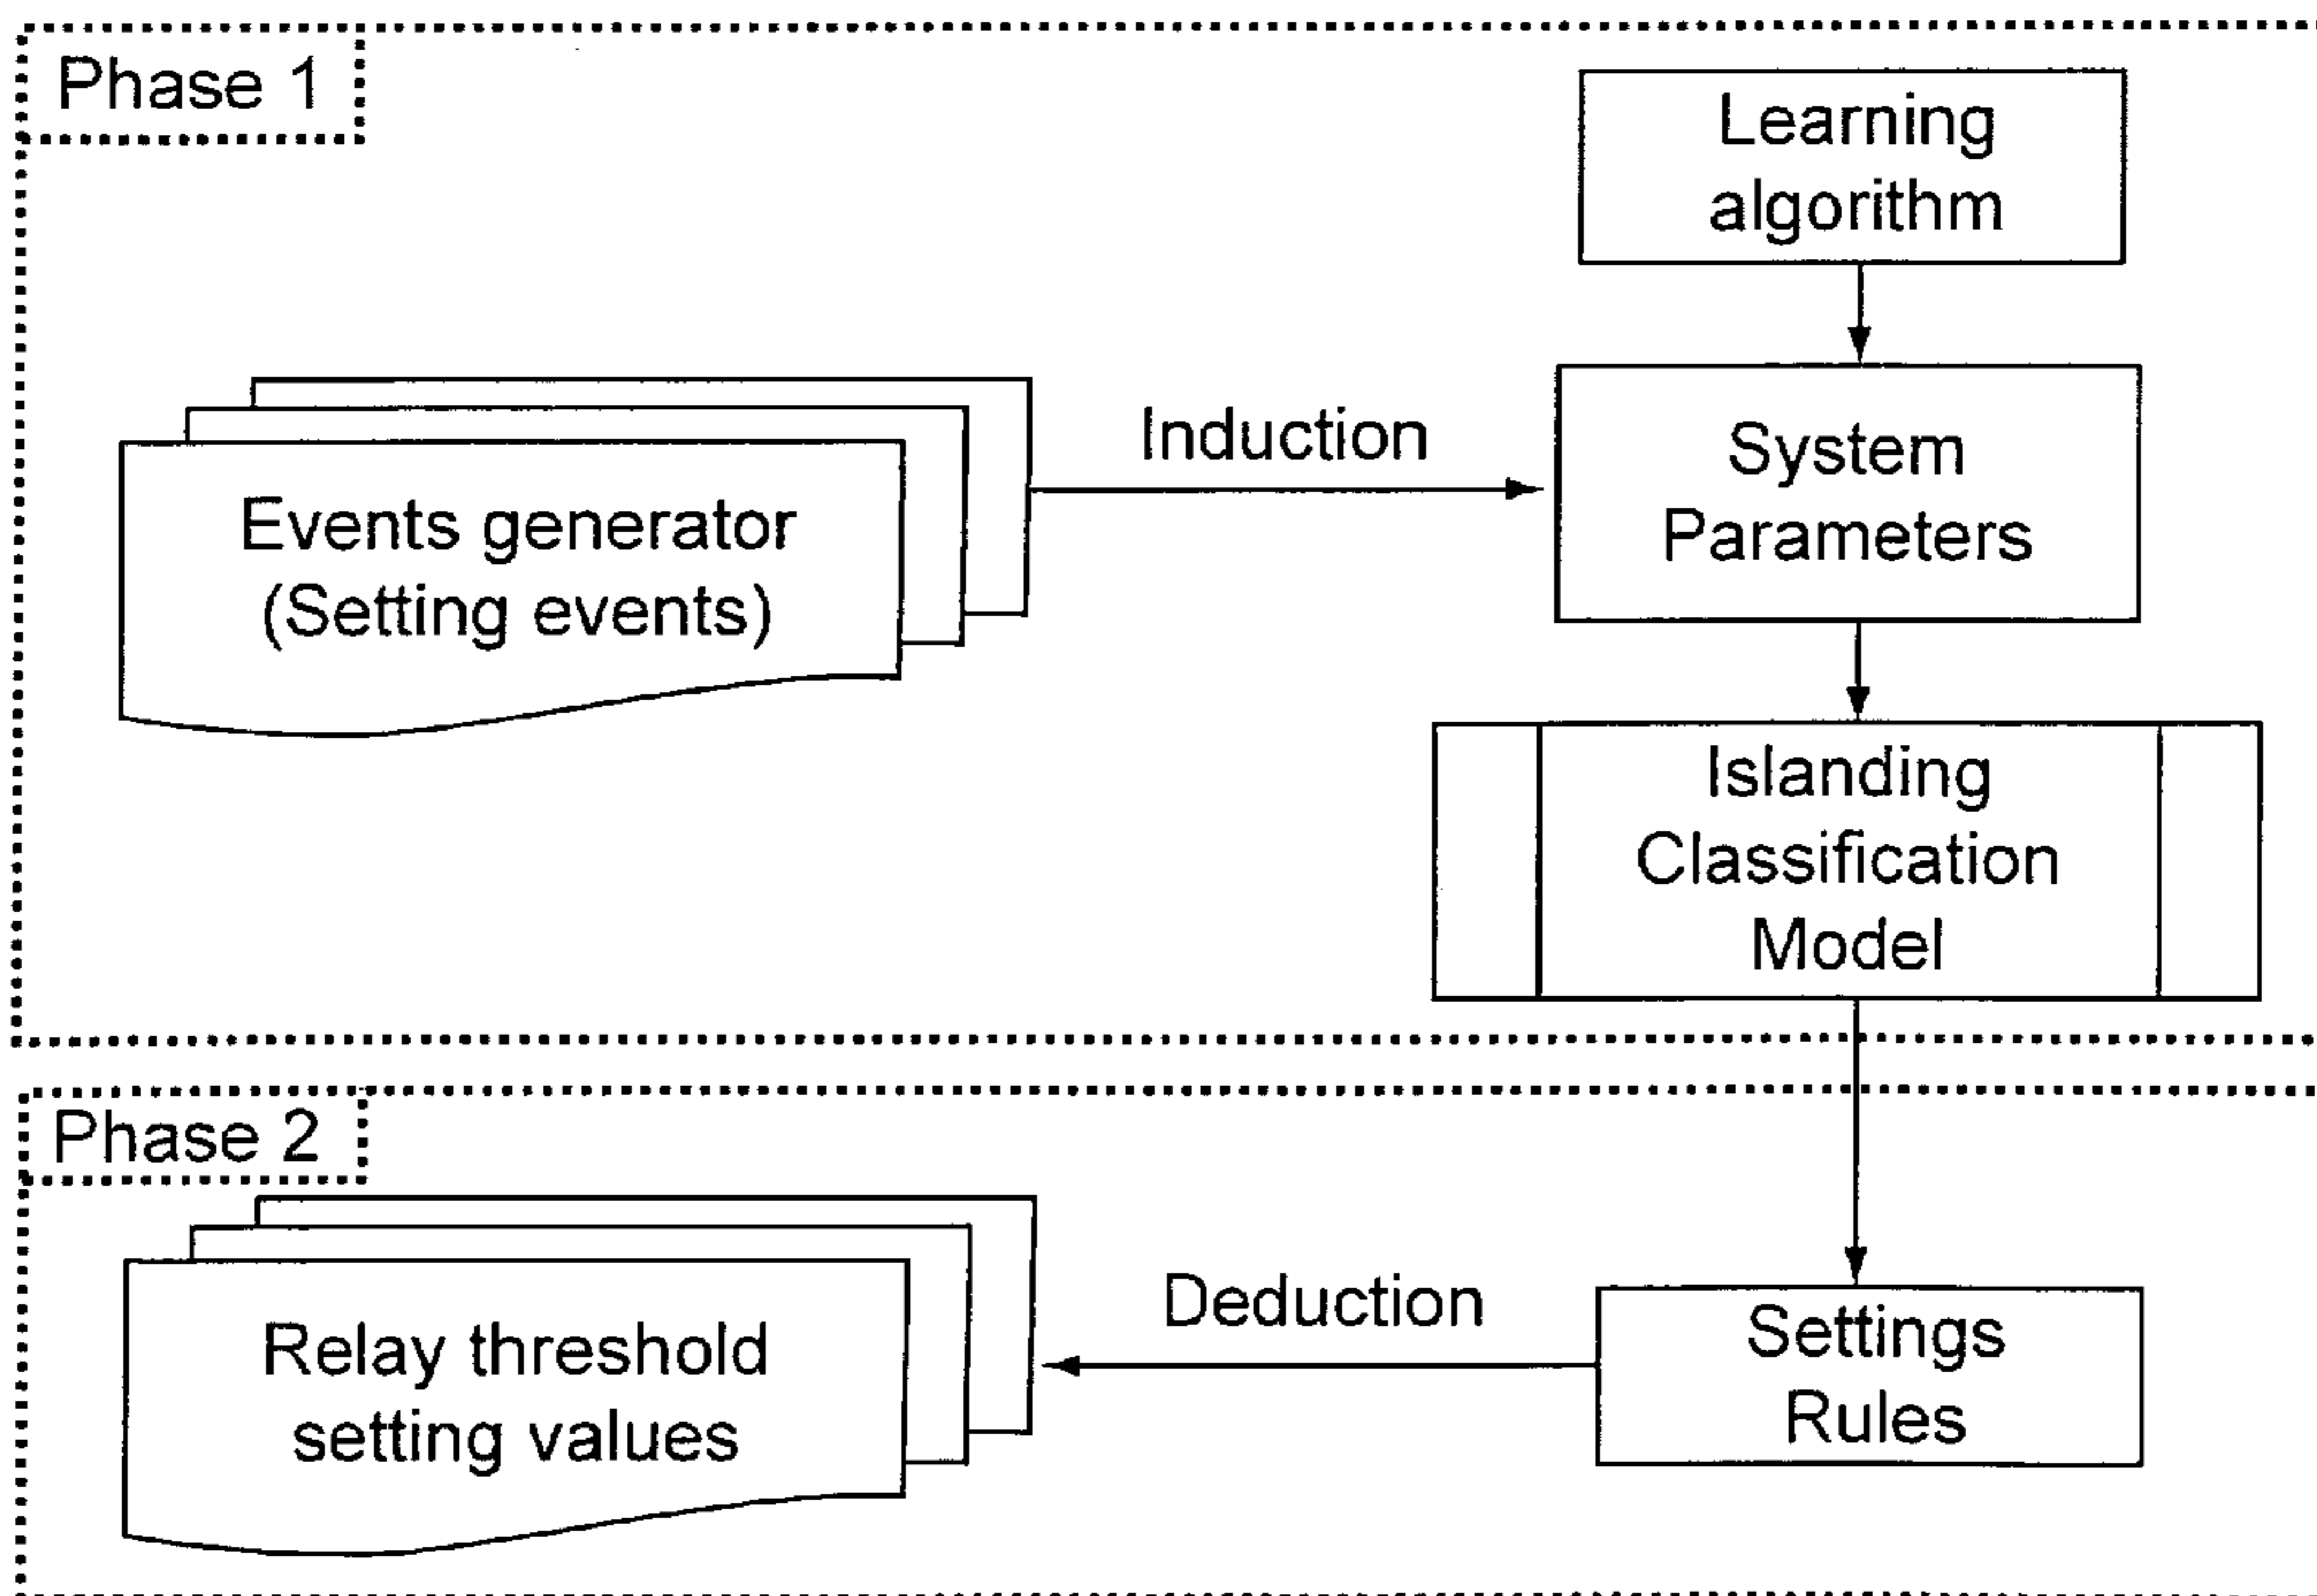 Phase 1
Learning
algorithm
Induction
System
Parameters
Events generator
(Setting events)
Islanding
Classification
Model
Phase 2
Deduction
Settings
Rules
Relay threshold
setting values